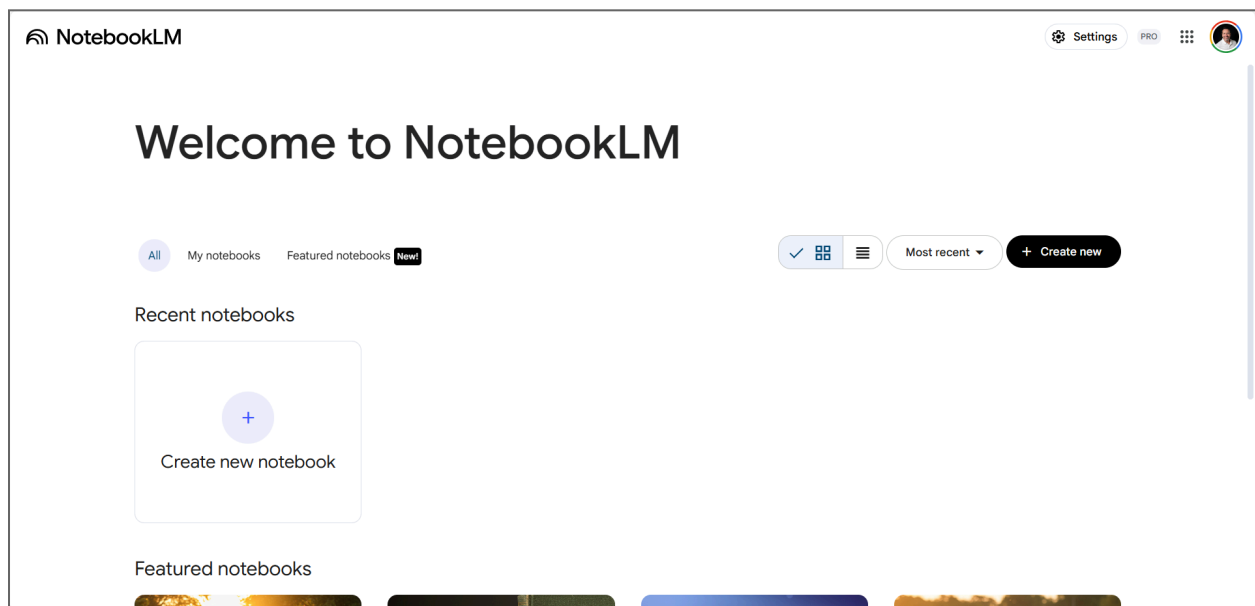 NotebookLM
Settings
PRO
Welcome to NotebookLM
All
My notebooks
Featured notebooks New!
Most recent
+ Create new
Recent notebooks
+
Create new notebook
Featured notebooks